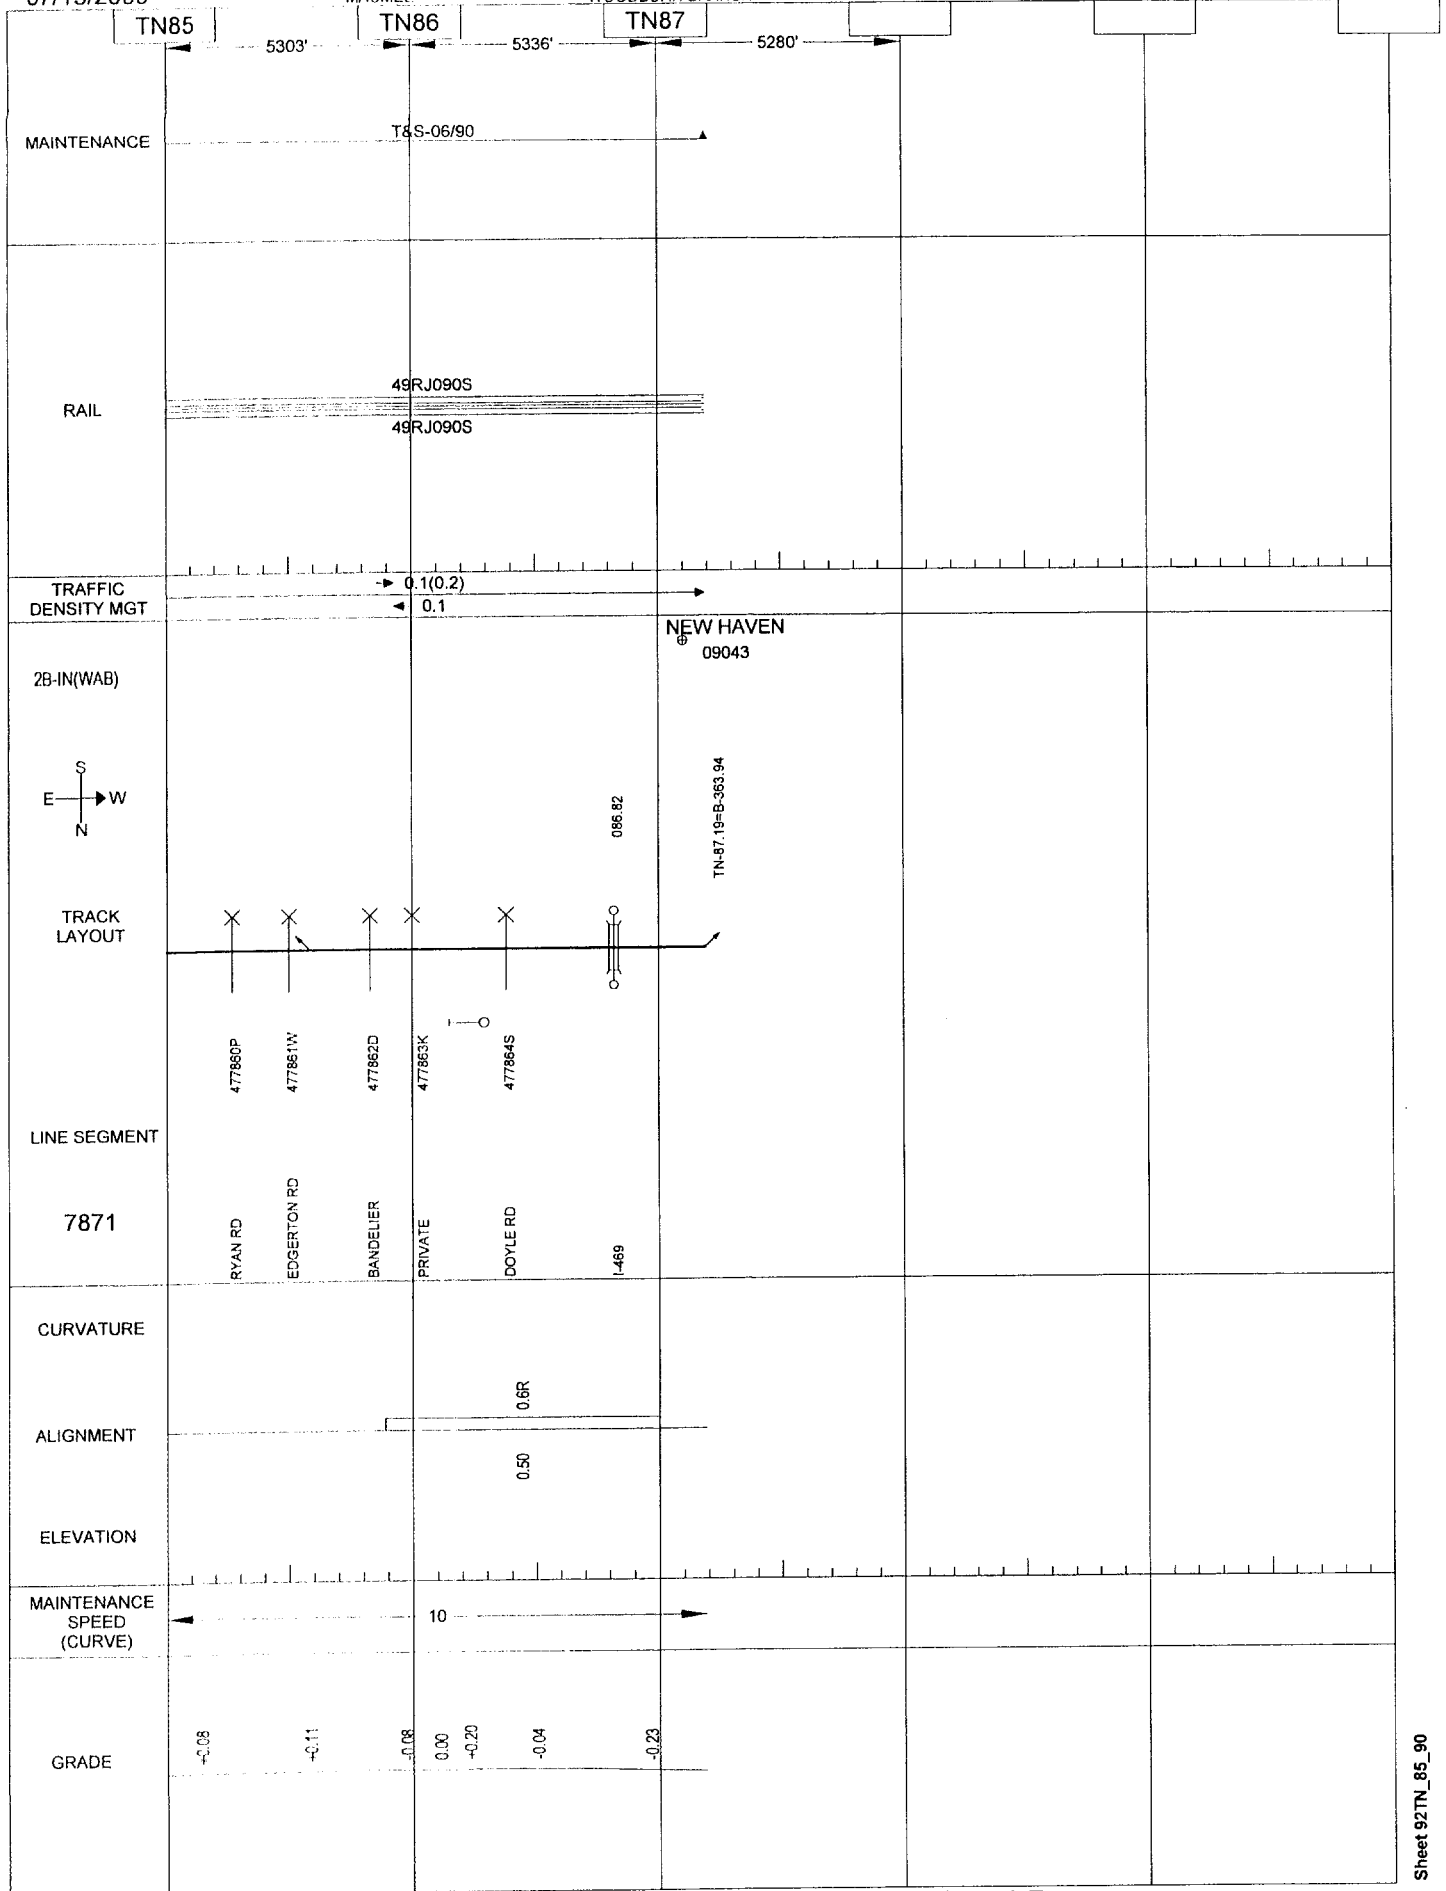 TN85 TN86 TN87
5303' 5336' 5280'
MAINTENANCE
T&S-06/90
RAIL
49RJ090S
49RJ090S
TRAFFIC
DENSITY MGT
0.1(0.2)
0.1
NEW HAVEN
09043
2B-IN(WAB)
S
E W
N
086.82
TN-87.19=B-363.94
TRACK
LAYOUT
477860P
477861W
477862D
477863K
477864S
LINE SEGMENT
7871
RYAN RD
EDGERTON RD
BANDELIER
PRIVATE
DOYLE RD
I-469
CURVATURE
0.6R
ALIGNMENT
0.50
ELEVATION
MAINTENANCE
SPEED
(CURVE)
10
GRADE
+0.08
+0.11
-0.08
0.00
+0.20
-0.04
-0.23
Sheet 92TN_85_90